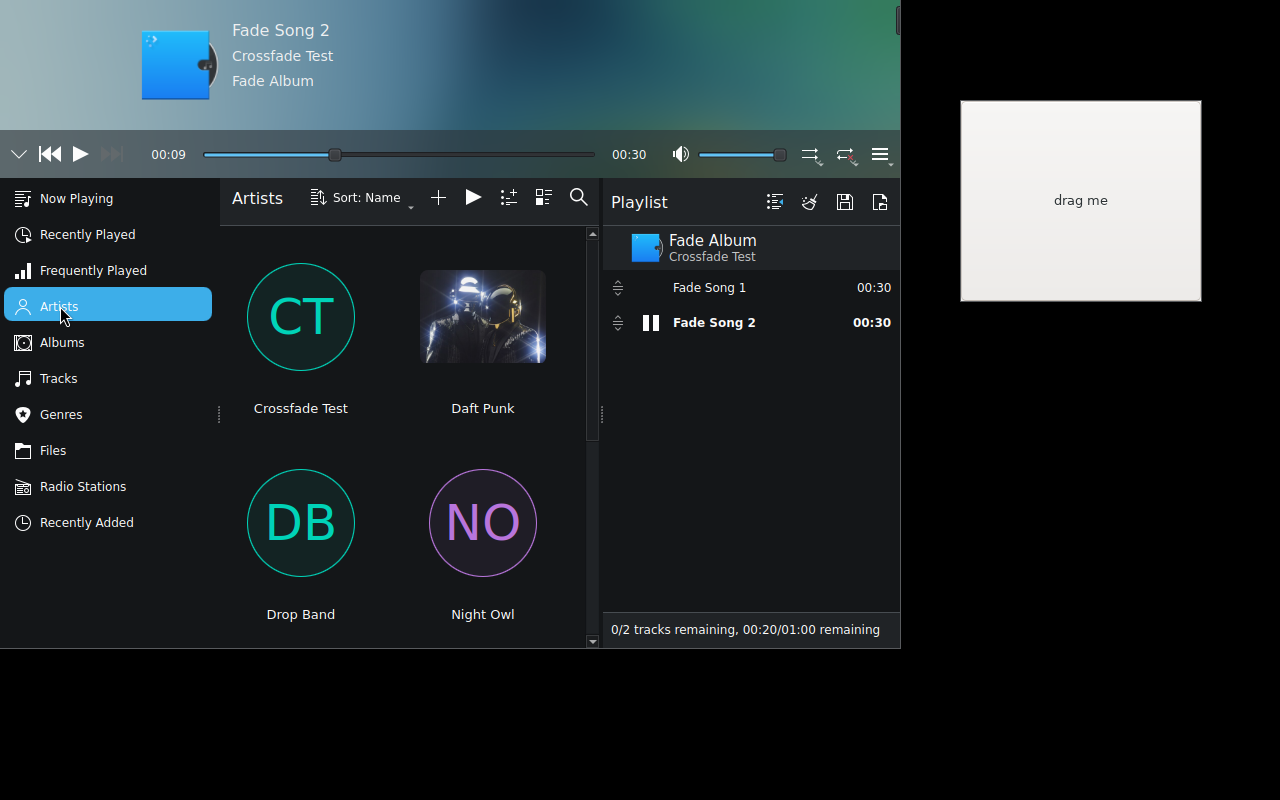 Fade Song 2
Crossfade Test
Fade Album
00:09
00:30
Now Playing
Recently Played
Frequently Played
Artists
Albums
Tracks
Genres
Files
Radio Stations
Recently Added
Artists
Sort: Name
CT
Crossfade Test
Daft Punk
DB
Drop Band
NO
Night Owl
Playlist
Fade Album
Crossfade Test
Fade Song 1 00:30
Fade Song 2 00:30
0/2 tracks remaining, 00:20/01:00 remaining
drag me